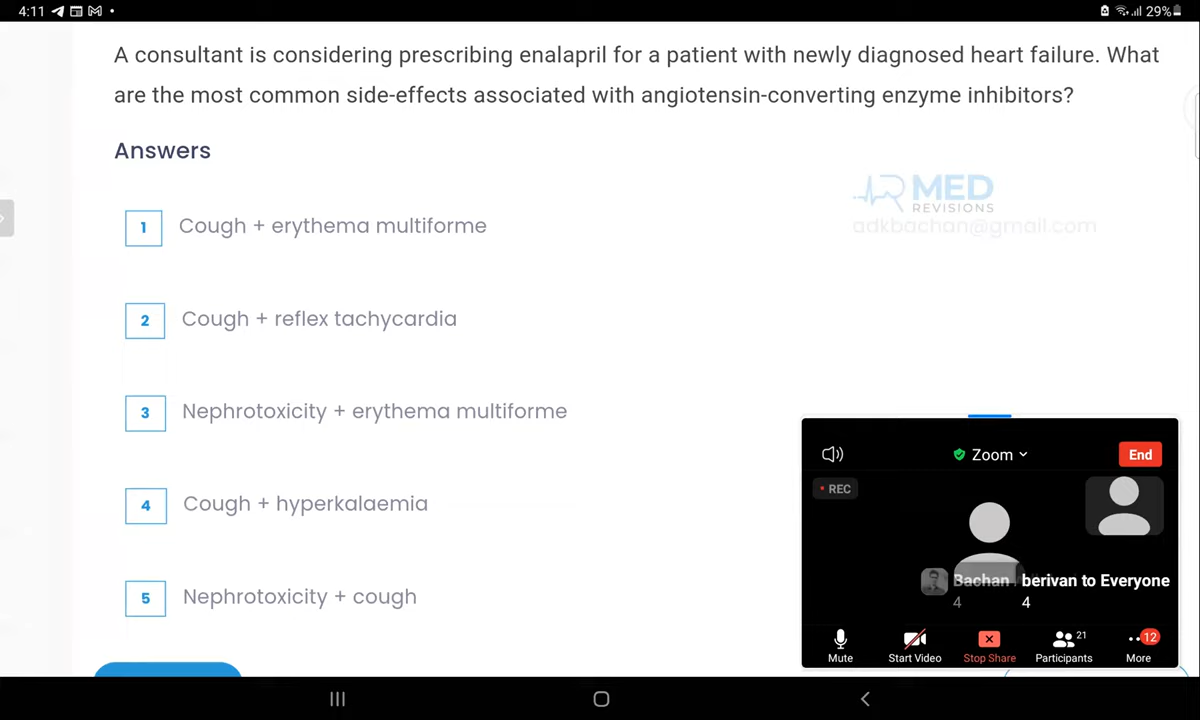 4:11
29%
A consultant is considering prescribing enalapril for a patient with newly diagnosed heart failure. What
are the most common side-effects associated with angiotensin-converting enzyme inhibitors?
Answers
MED
REVISIONS
adkbachan@gmail.com
1 Cough + erythema multiforme
2 Cough + reflex tachycardia
3 Nephrotoxicity + erythema multiforme
4 Cough + hyperkalaemia
5 Nephrotoxicity + cough
Zoom
End
REC
Bachan berivan to Everyone
4 4
Mute Start Video Stop Share Participants 21 More 12